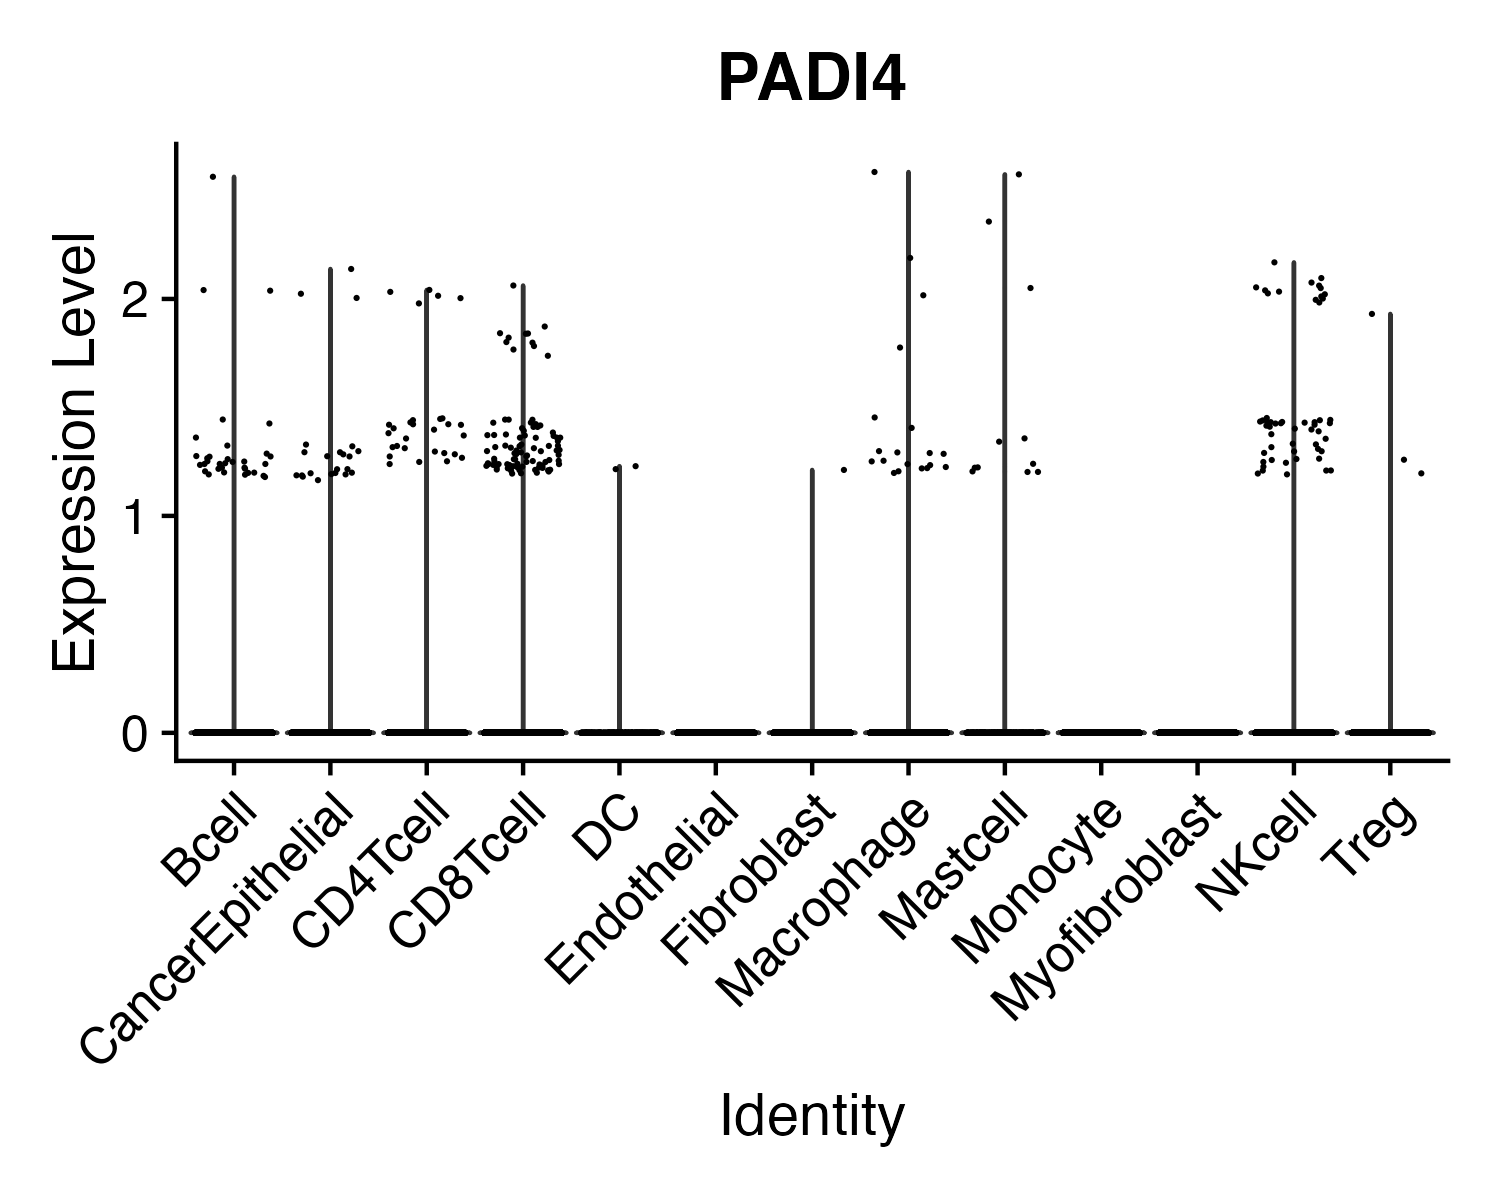 PADI4
Expression Level
2
1
0
Bcell
CancerEpithelial
CD4Tcell
CD8Tcell
DC
Endothelial
Fibroblast
Macrophage
Mastcell
Monocyte
Myofibroblast
NKcell
Treg
Identity